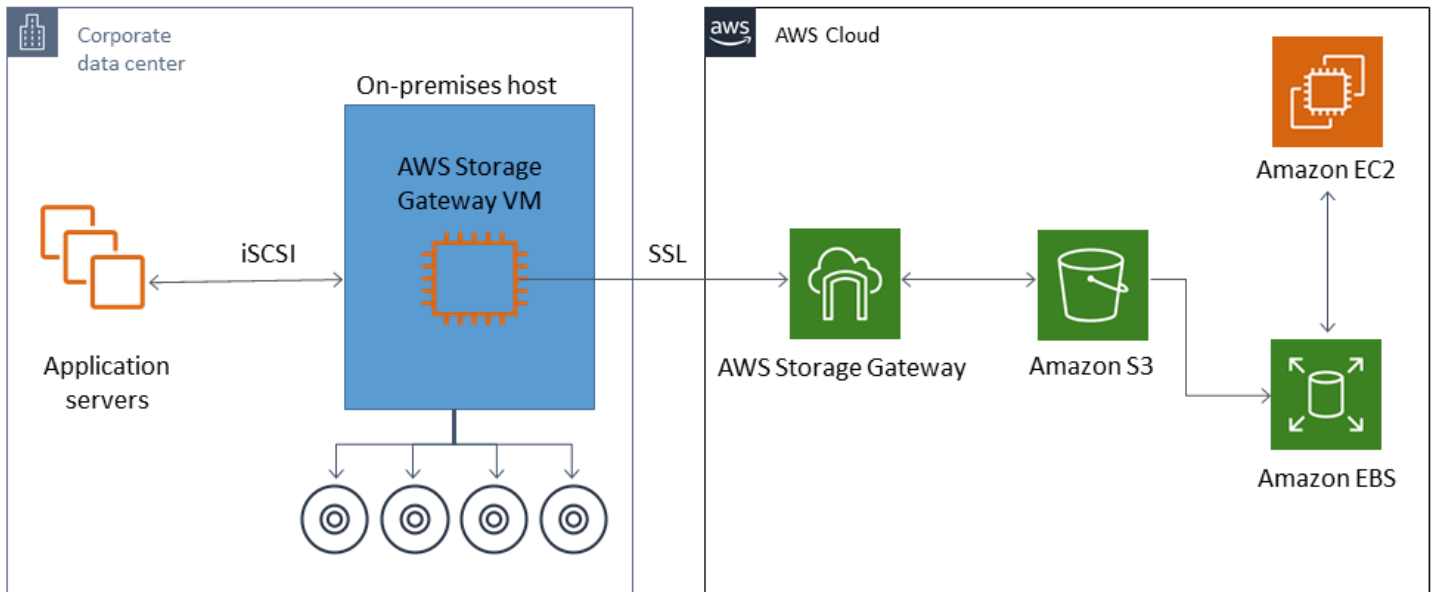 Corporate
data center
On-premises host
AWS Storage
Gateway VM
iSCSI
Application
servers
SSL
aws
AWS Cloud
Amazon EC2
AWS Storage Gateway
Amazon S3
Amazon EBS